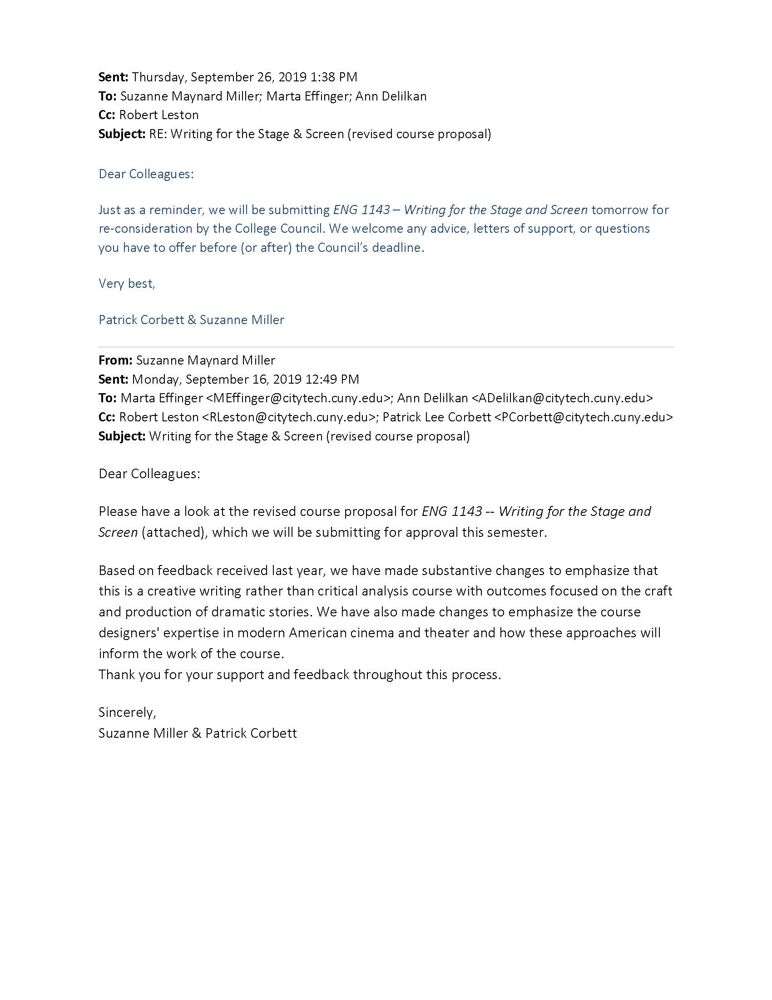 Sent: Thursday, September 26, 2019 1:38 PM
To: Suzanne Maynard Miller; Marta Effinger; Ann Delilkan
Cc: Robert Leston
Subject: RE: Writing for the Stage & Screen (revised course proposal)
Dear Colleagues:
Just as a reminder, we will be submitting ENG 1143 – Writing for the Stage and Screen tomorrow for
re-consideration by the College Council. We welcome any advice, letters of support, or questions
you have to offer before (or after) the Council’s deadline.
Very best,
Patrick Corbett & Suzanne Miller
From: Suzanne Maynard Miller
Sent: Monday, September 16, 2019 12:49 PM
To: Marta Effinger <MEffinger@citytech.cuny.edu>; Ann Delilkan <ADelilkan@citytech.cuny.edu>
Cc: Robert Leston <RLeston@citytech.cuny.edu>; Patrick Lee Corbett <PCorbett@citytech.cuny.edu>
Subject: Writing for the Stage & Screen (revised course proposal)
Dear Colleagues:
Please have a look at the revised course proposal for ENG 1143 -- Writing for the Stage and
Screen (attached), which we will be submitting for approval this semester.
Based on feedback received last year, we have made substantive changes to emphasize that
this is a creative writing rather than critical analysis course with outcomes focused on the craft
and production of dramatic stories. We have also made changes to emphasize the course
designers' expertise in modern American cinema and theater and how these approaches will
inform the work of the course.
Thank you for your support and feedback throughout this process.
Sincerely,
Suzanne Miller & Patrick Corbett